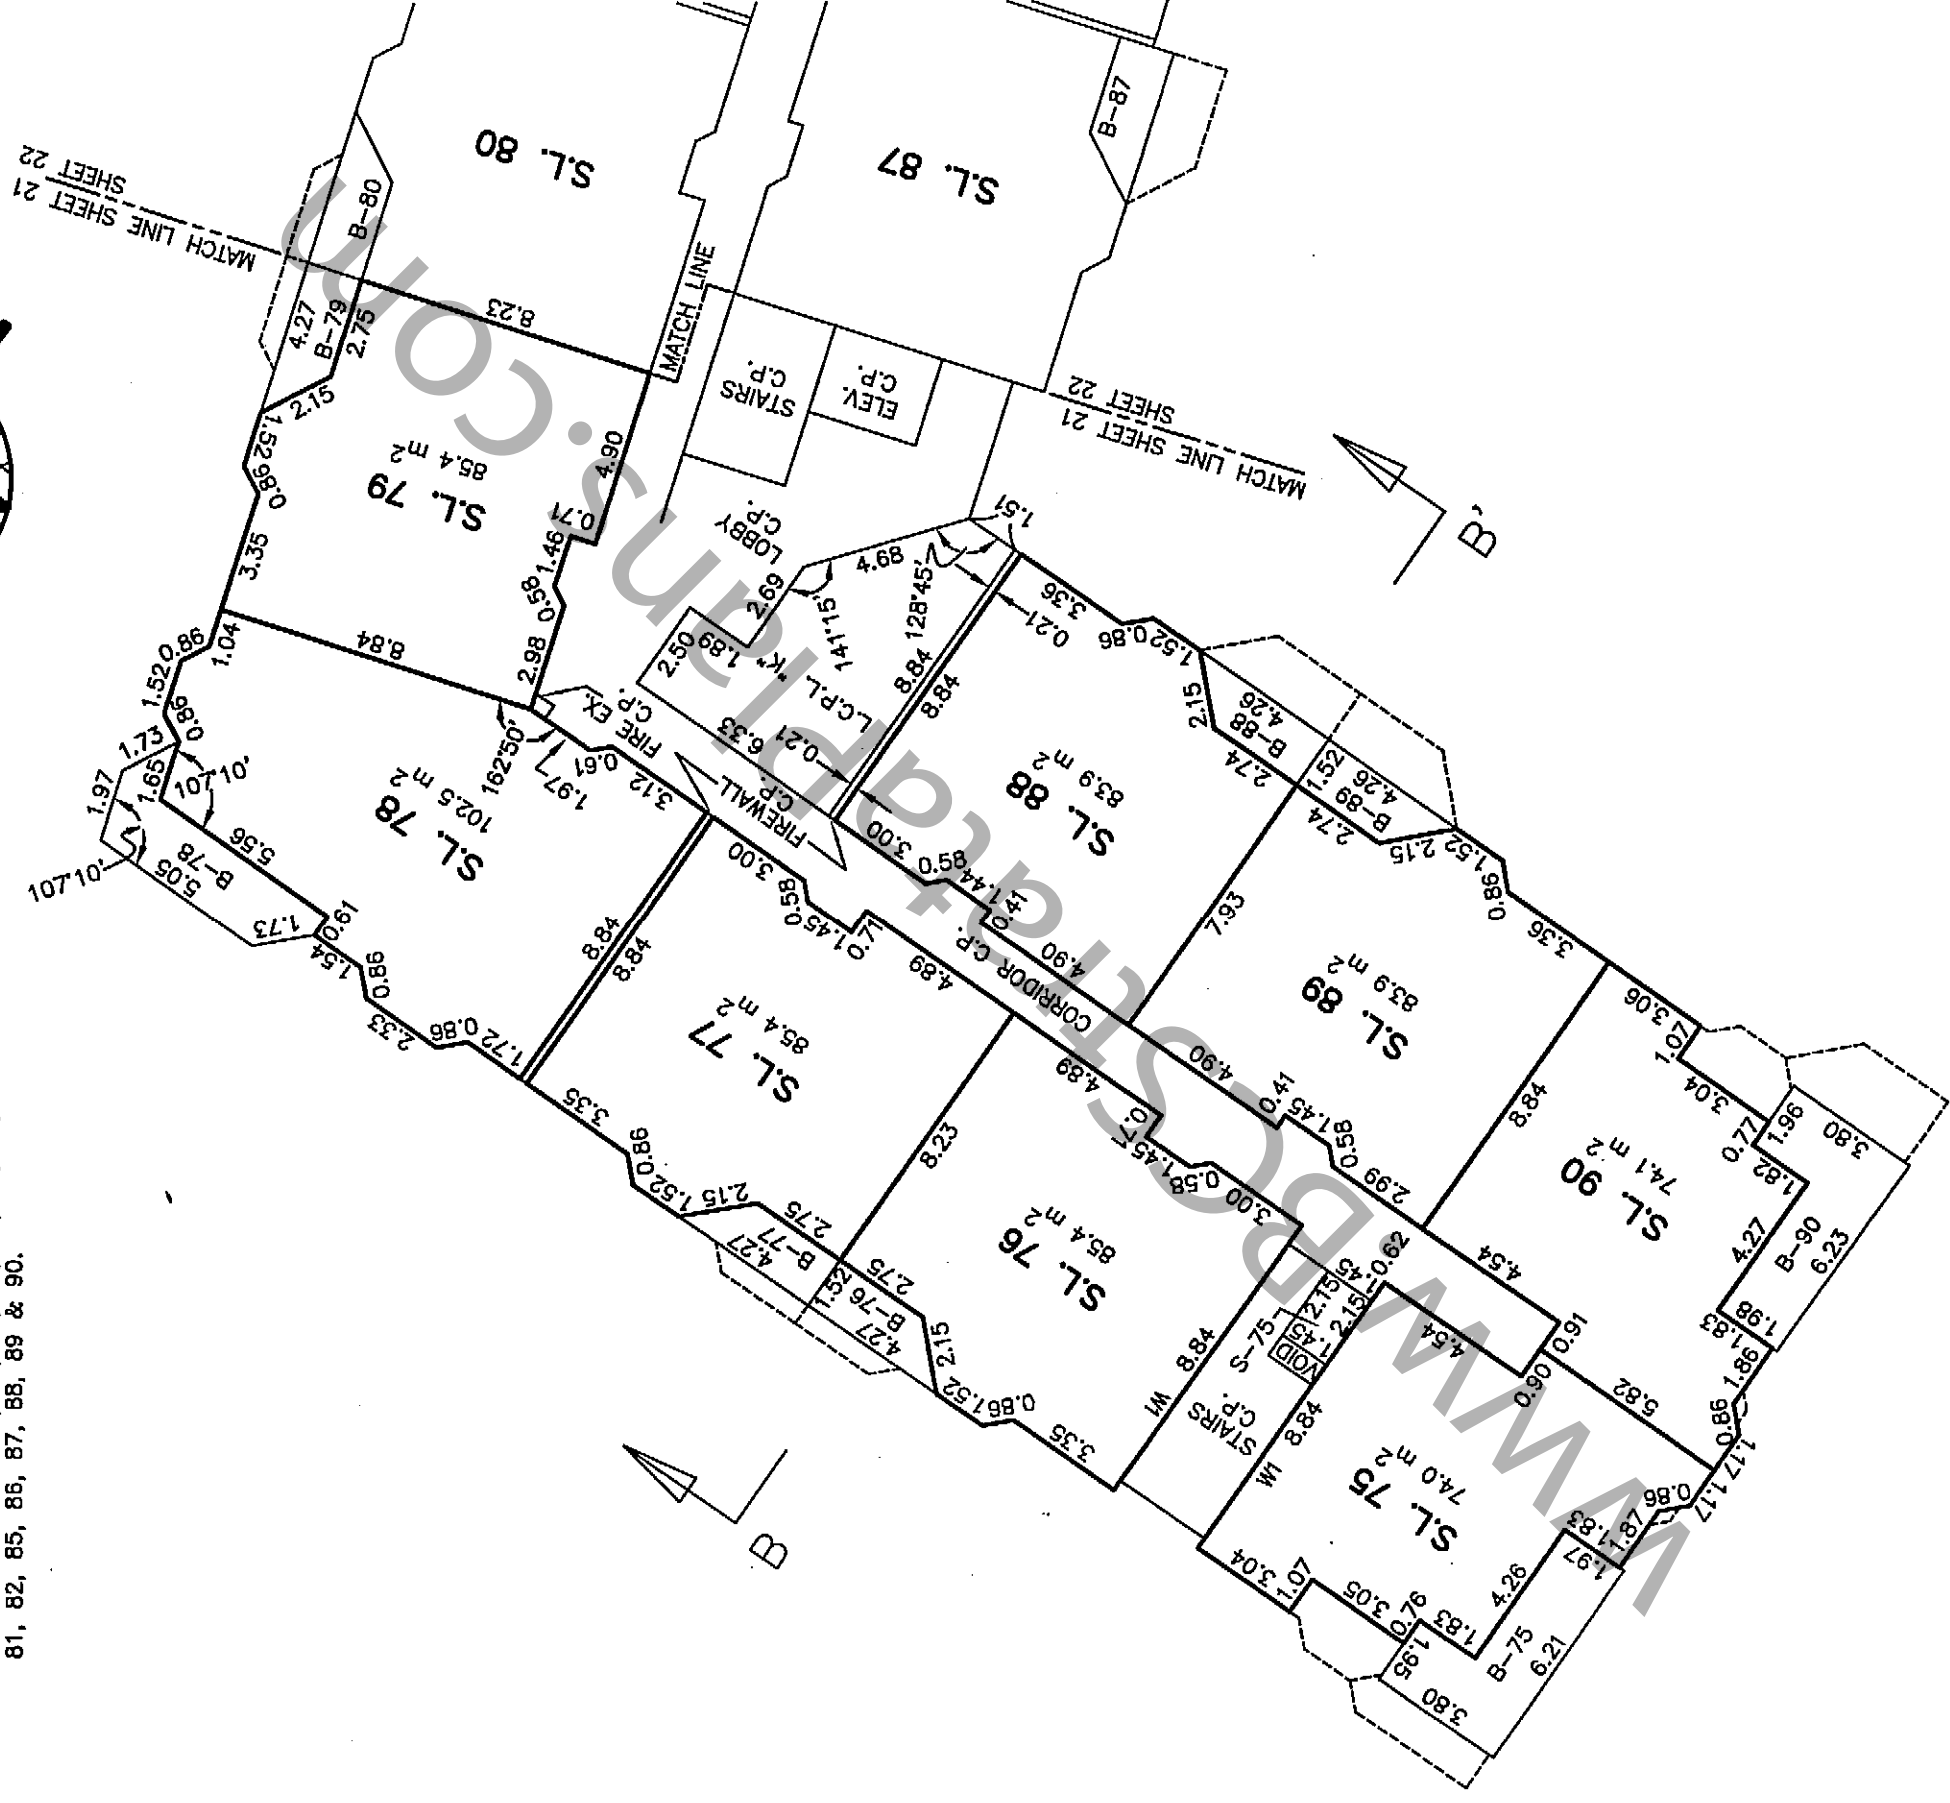 MATCH LINE SHEET 21
SHEET 22
S.L. 80
S.L. 87
B-87
B-80
4.27
B-79
2.75
8.23
MATCH LINE
2.15
1.52
0.86
3.35
S.L. 79
85.4 m2
4.90
0.71
1.46
0.58
2.98
8.84
STAIRS
C.P.
ELEV.
C.P.
LOBBY
C.P.
MATCH LINE SHEET 21
SHEET 22
1.51
4.68
2.69
1.89
2.50
141°15'
128°45'
L.C.P.L. "K"
6.33
0.21
0.21
8.84
8.84
FIRE EX.
C.P.
FIREWALL
C.P.
0.86
1.04
1.52
0.86
1.73
1.97
1.65
107°10'
107°10'
5.56
B-78
5.05
1.73
0.61
1.54
0.86
2.33
0.86
1.72
S.L. 78
102.5 m2
162°50'
1.97
0.61
3.12
8.84
8.84
3.00
0.58
1.45
0.71
4.89
S.L. 77
85.4 m2
3.35
0.86
1.52
2.15
2.75
B-77
4.27
8.23
CORRIDOR C.P.
3.36
0.86
1.52
2.15
4.26
B-88
2.74
S.L. 88
83.9 m2
3.00
0.58
1.44
0.41
4.90
7.93
1.52
4.26
B-89
2.74
2.15
1.52
0.86
3.36
S.L. 89
83.9 m2
4.90
0.41
1.45
0.58
2.99
8.84
3.06
1.07
3.04
0.77
1.96
3.80
1.82
4.27
B-90
6.23
1.98
1.83
1.86
0.86
1.17
S.L. 90
74.1 m2
4.54
0.91
5.82
4.89
0.71
1.45
0.58
3.00
S.L. 76
85.4 m2
1.52
2.75
B-76
4.27
2.15
1.52
0.86
3.35
8.84
W1
STAIRS
C.P.
S-75
VOID
1.45
2.15
2.15
1.45
0.62
4.54
0.90
8.84
W1
S.L. 75
74.0 m2
3.04
1.07
3.05
0.76
1.95
3.80
1.83
4.26
B-75
6.21
1.97
1.83
1.87
0.86
1.17
B
B'
81, 82, 85, 86, 87, 88, 89 & 90.
www.BCStrataPlans.com